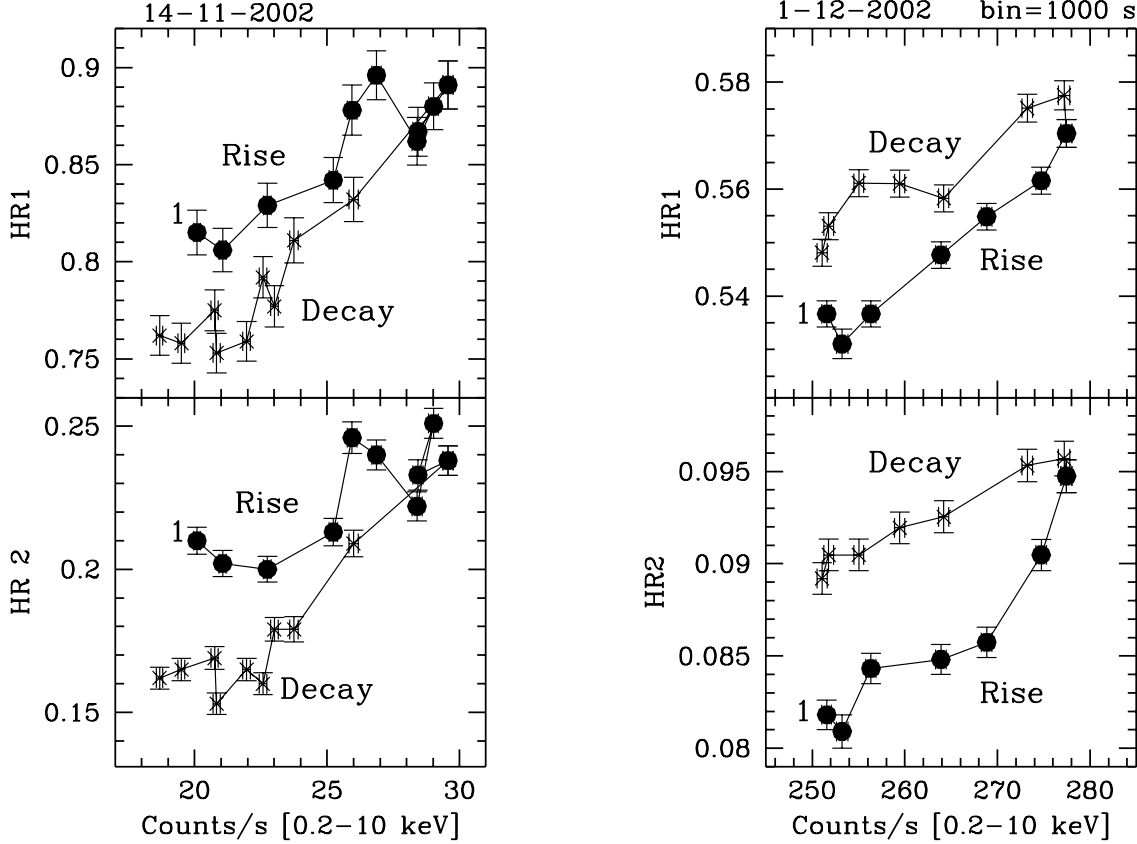 14-11-2002
1-12-2002 bin=1000 s
0.9
0.85
0.8
0.75
HR1
Rise
1
Decay
0.58
0.56
0.54
HR1
Decay
Rise
1
0.25
0.2
0.15
HR 2
Rise
1
Decay
0.095
0.09
0.085
0.08
HR2
Decay
Rise
1
20 25 30
250 260 270 280
Counts/s [0.2-10 keV]
Counts/s [0.2-10 keV]